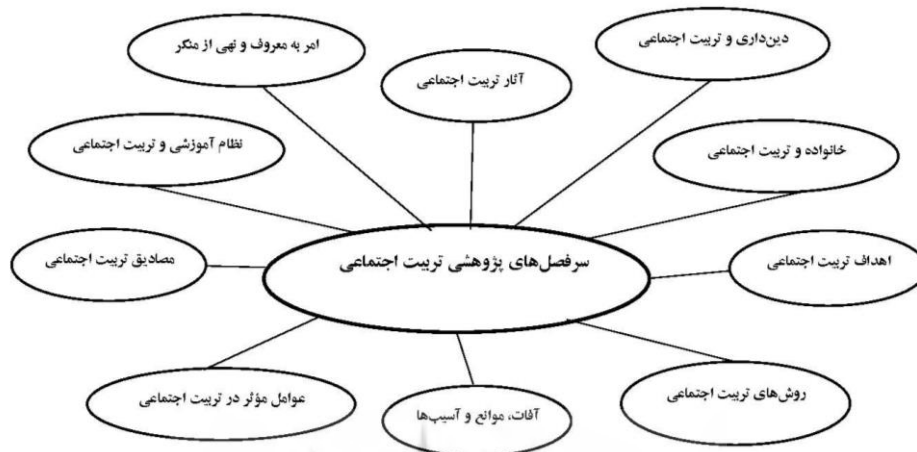 دین‌داری و تربیت اجتماعی
امر به معروف و نهی از منکر
آثار تربیت اجتماعی
خانواده و تربیت اجتماعی
نظام آموزشی و تربیت اجتماعی
سرفصل‌های پژوهشی تربیت اجتماعی
اهداف تربیت اجتماعی
مصادیق تربیت اجتماعی
روش‌های تربیت اجتماعی
عوامل مؤثر در تربیت اجتماعی
آفات، موانع و آسیب‌ها